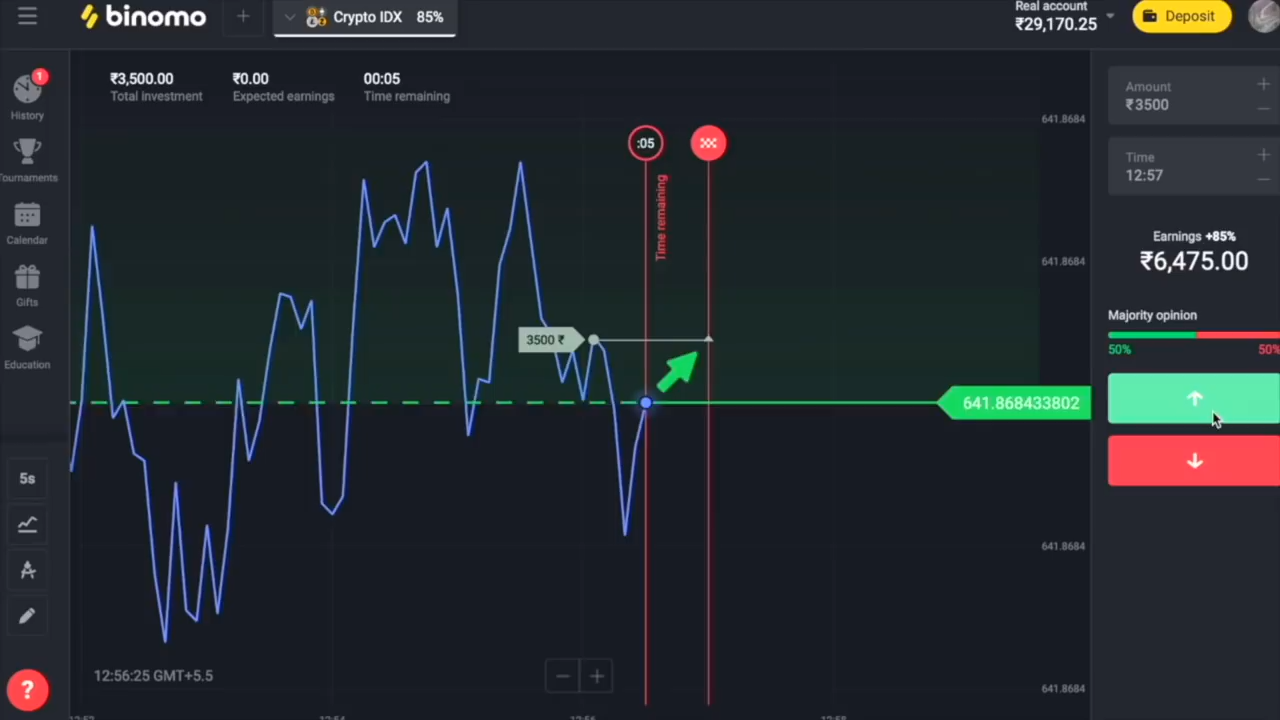 binomo
Crypto IDX 85%
Real account
₹29,170.25
Deposit
1
History
Tournaments
Calendar
Gifts
Education
5s
?
₹3,500.00
Total investment
₹0.00
Expected earnings
00:05
Time remaining
:05
Time remaining
3500 ₹
641.8684
641.8684
641.868433802
641.8684
641.8684
12:56:25 GMT+5.5
Amount
₹3500
Time
12:57
Earnings +85%
₹6,475.00
Majority opinion
50%
50%